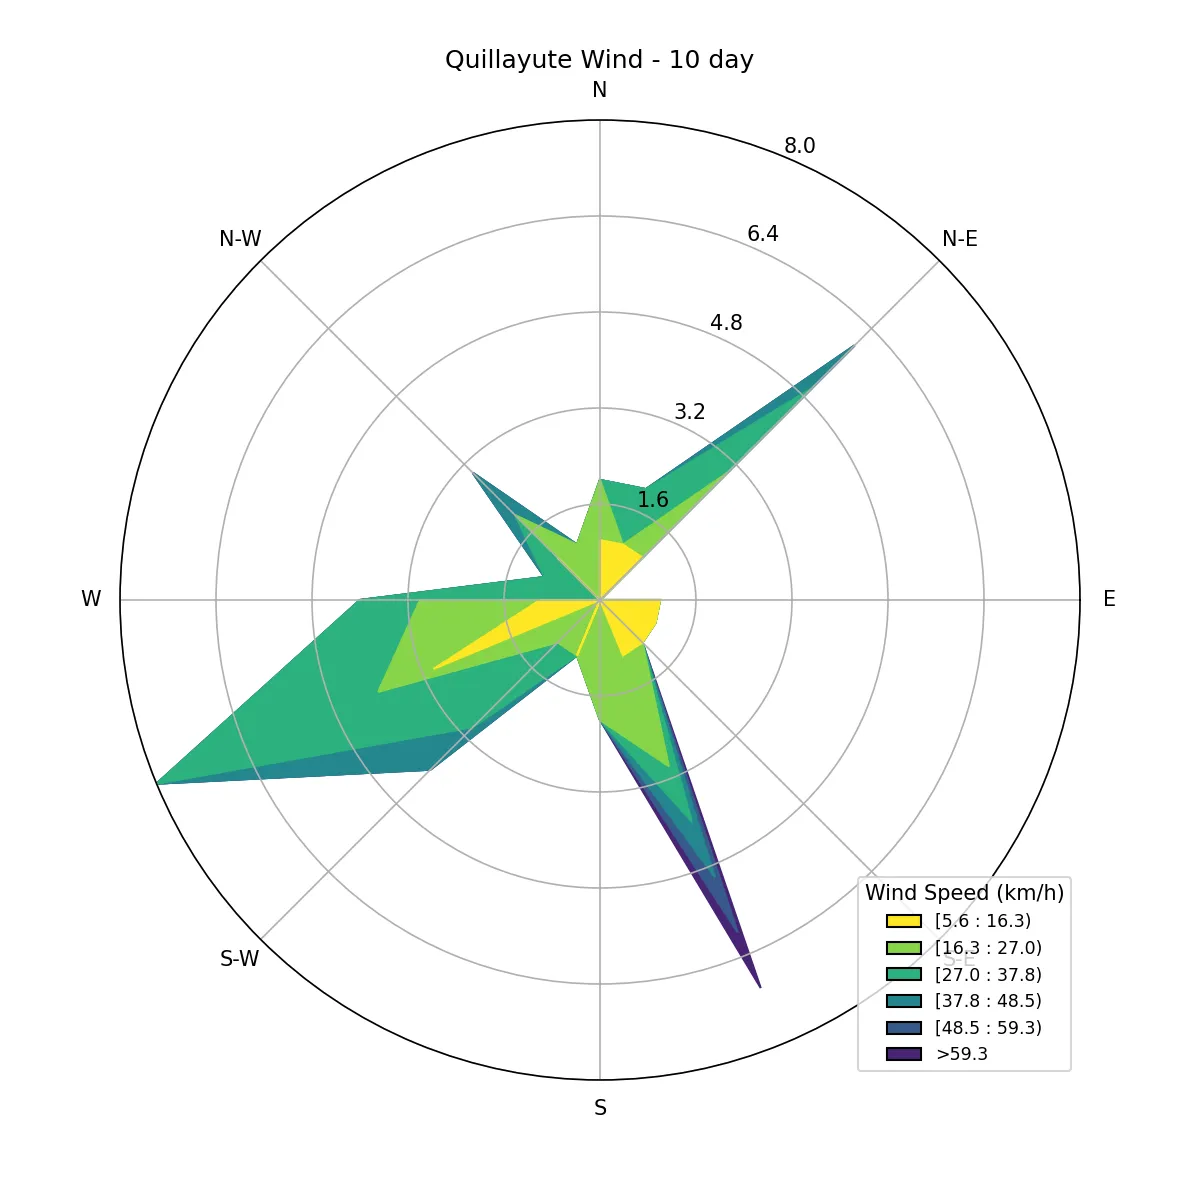 Quillayute Wind - 10 day
N
8.0
N-W
6.4
N-E
4.8
3.2
1.6
W
E
Wind Speed (km/h)
[5.6 : 16.3)
[16.3 : 27.0)
S-W
S-E
[27.0 : 37.8)
[37.8 : 48.5)
[48.5 : 59.3)
>59.3
S